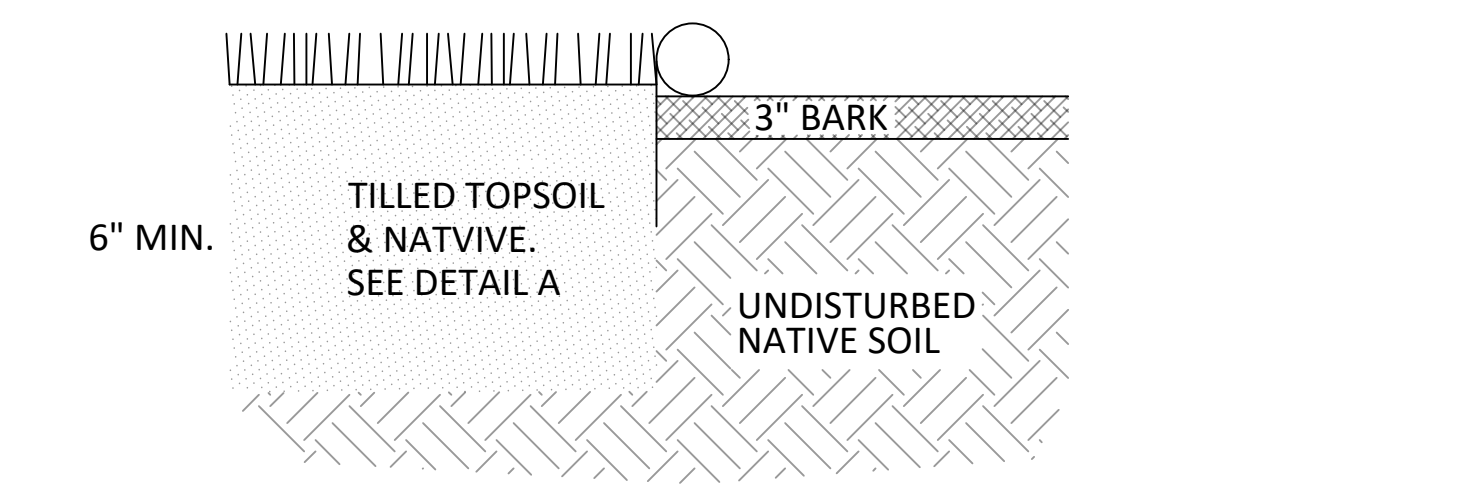 3" BARK
TILLED TOPSOIL
& NATVIVE.
SEE DETAIL A
6" MIN.
UNDISTURBED
NATIVE SOIL